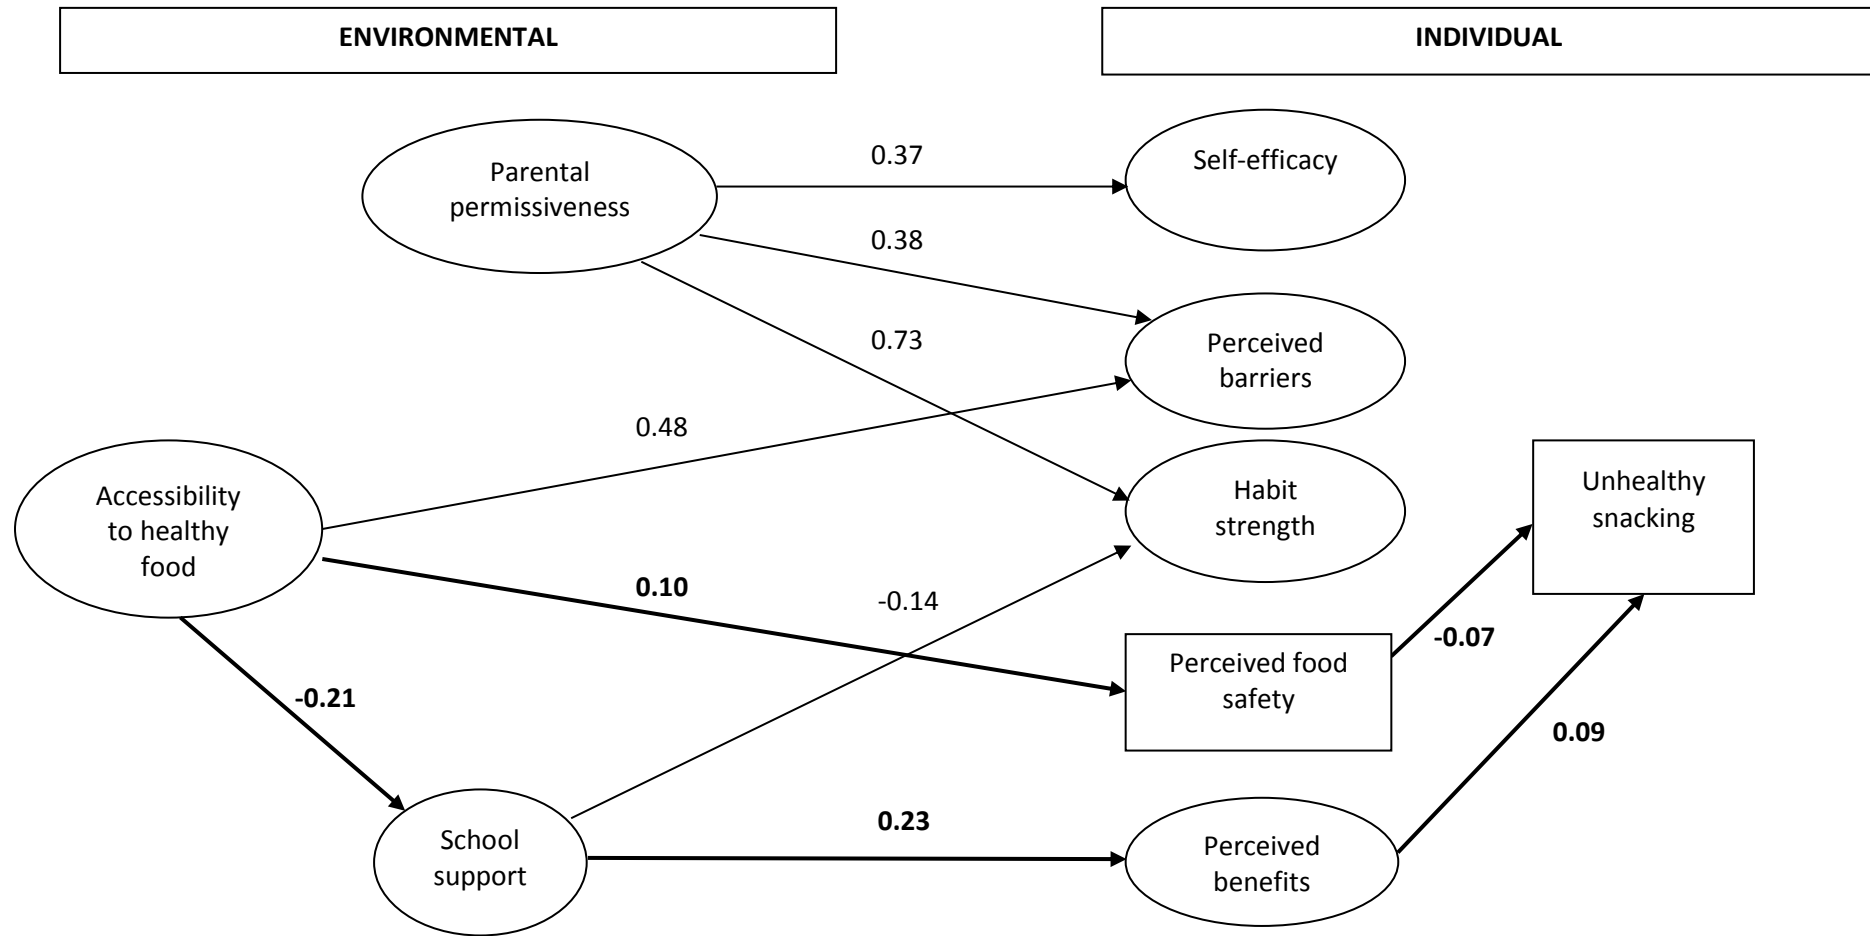 ENVIRONMENTAL
INDIVIDUAL
Parental
permissiveness
0.37
Self-efficacy
0.38
0.73
Perceived
barriers
0.48
Accessibility
to healthy
food
Habit
strength
Unhealthy
snacking
0.10
-0.14
-0.07
Perceived food
safety
-0.21
0.09
0.23
School
support
Perceived
benefits